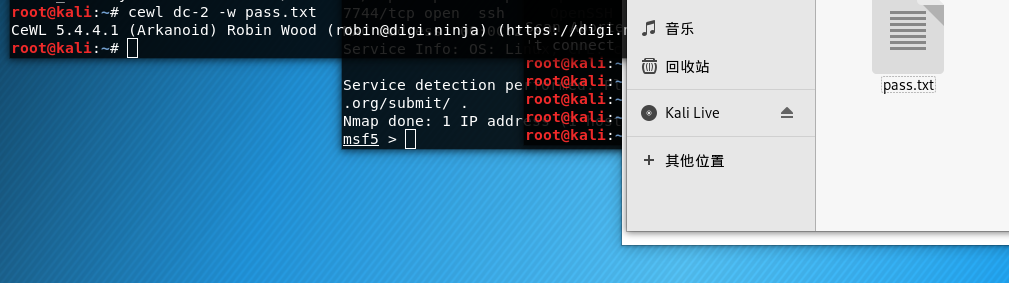 root@kali:~# cewl dc-2 -w pass.txt
CeWL 5.4.4.1 (Arkanoid) Robin Wood (robin@digi.ninja) (https://digi.
root@kali:~#
7744/tcp open ssh
Service Info: OS: Li
Service detection per
.org/submit/ .
Nmap done: 1 IP addre
msf5 >
't connect
root@kali:~
root@kali:~
root@kali:~
root@kali:~
root@kali:~
音乐
回收站
Kali Live
其他位置
pass.txt